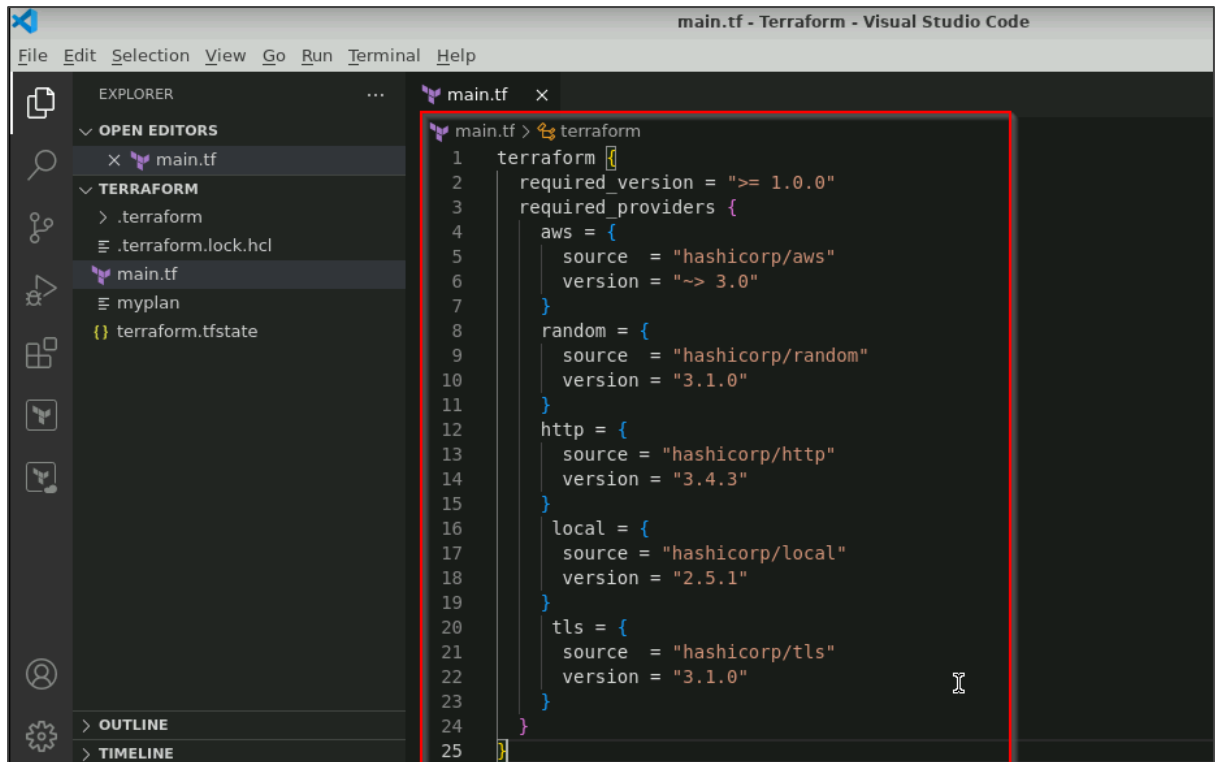 main.tf - Terraform - Visual Studio Code
File Edit Selection View Go Run Terminal Help
EXPLORER ...
OPEN EDITORS
main.tf
TERRAFORM
.terraform
.terraform.lock.hcl
main.tf
myplan
{} terraform.tfstate
OUTLINE
TIMELINE
main.tf
main.tf > terraform
1 terraform {
2   required_version = ">= 1.0.0"
3   required_providers {
4     aws = {
5       source  = "hashicorp/aws"
6       version = "~> 3.0"
7     }
8     random = {
9       source  = "hashicorp/random"
10       version = "3.1.0"
11     }
12     http = {
13       source = "hashicorp/http"
14       version = "3.4.3"
15     }
16      local = {
17       source = "hashicorp/local"
18       version = "2.5.1"
19     }
20      tls = {
21       source  = "hashicorp/tls"
22       version = "3.1.0"
23     }
24   }
25 }